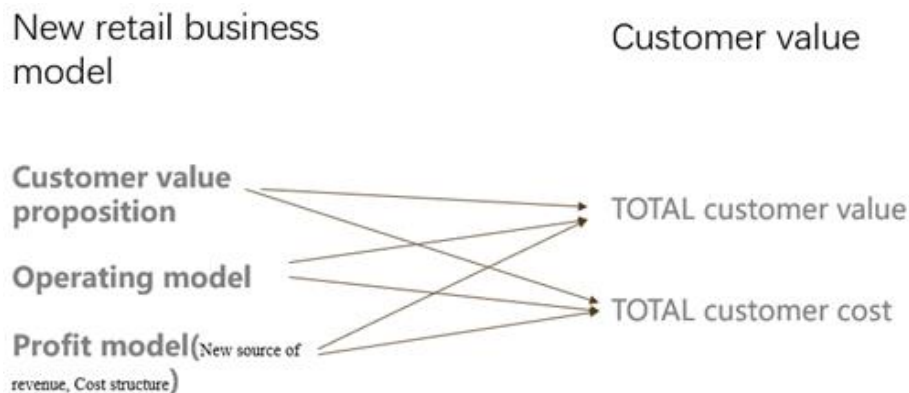 New retail business
model
Customer value
Customer value
proposition
TOTAL customer value
Operating model
TOTAL customer cost
Profit model(New source of
revenue, Cost structure)